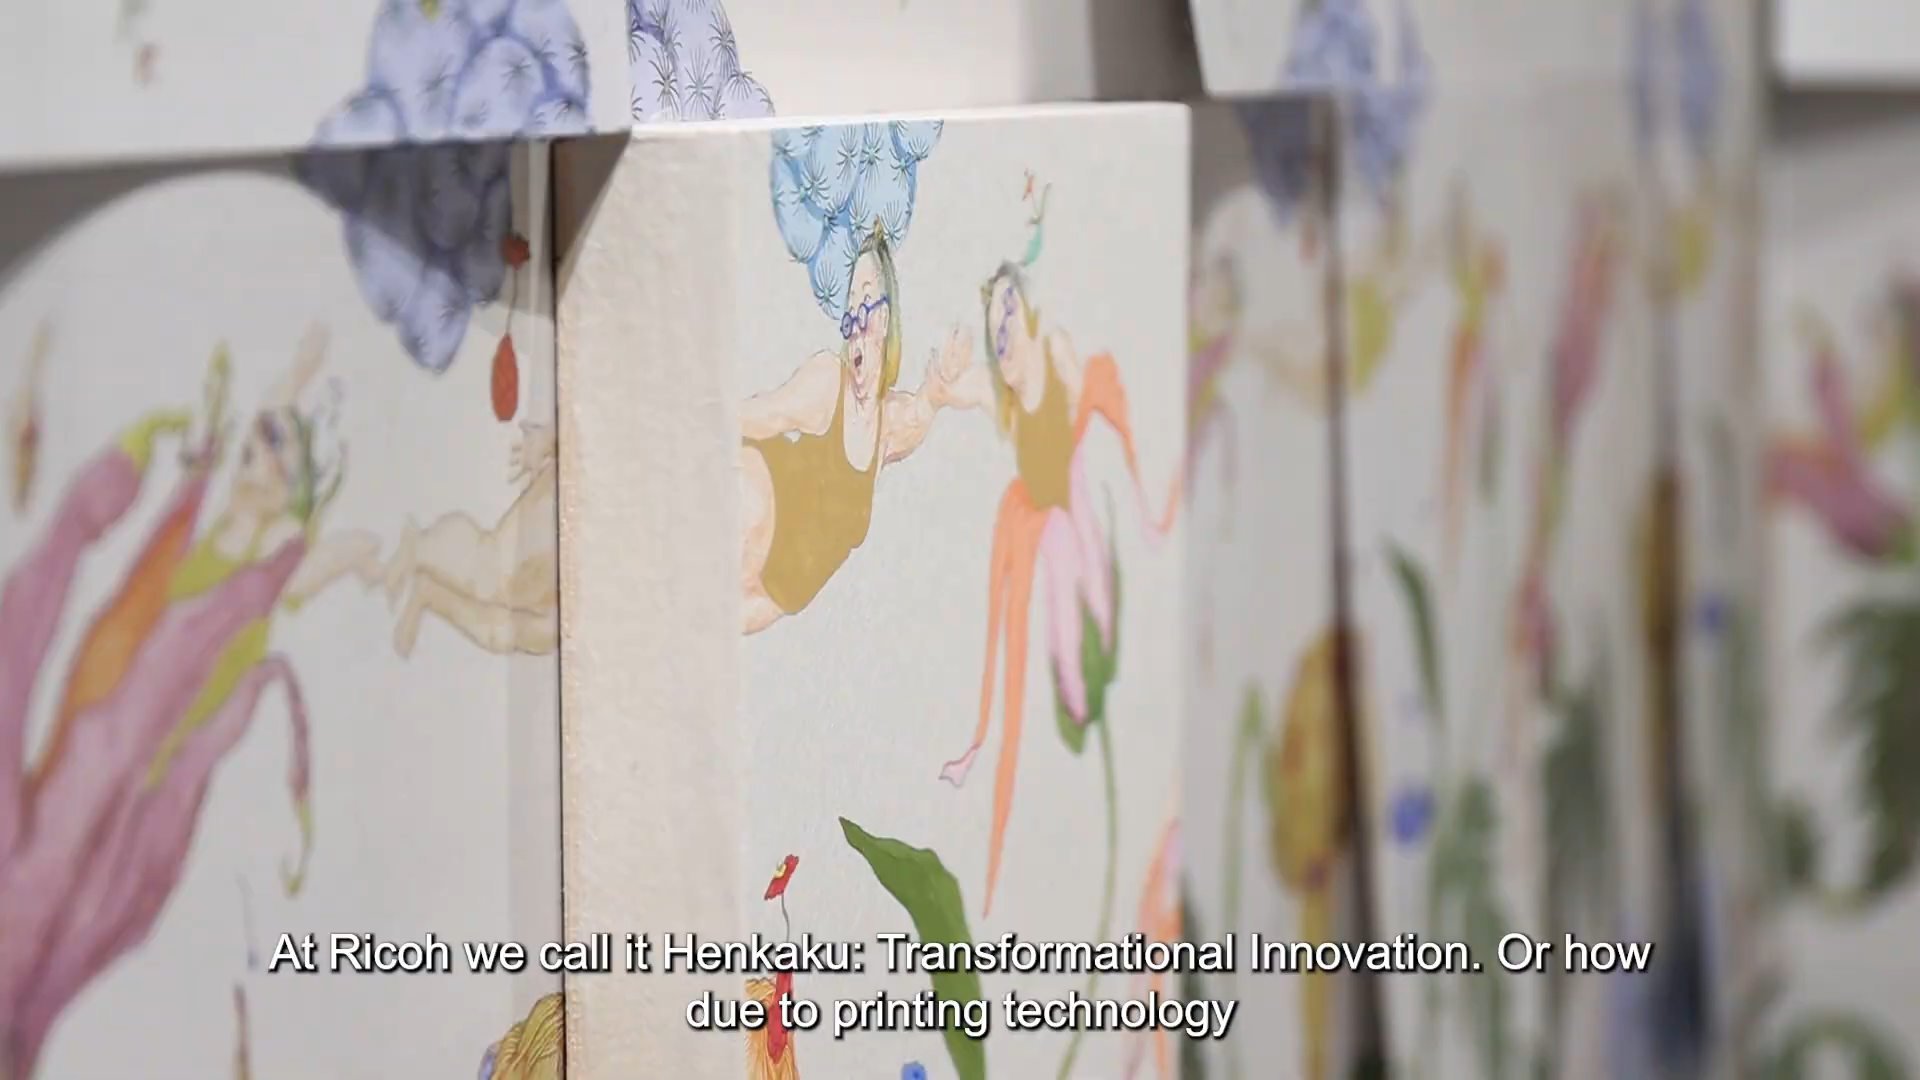 At Ricoh we call it Henkaku: Transformational Innovation. Or how
due to printing technology